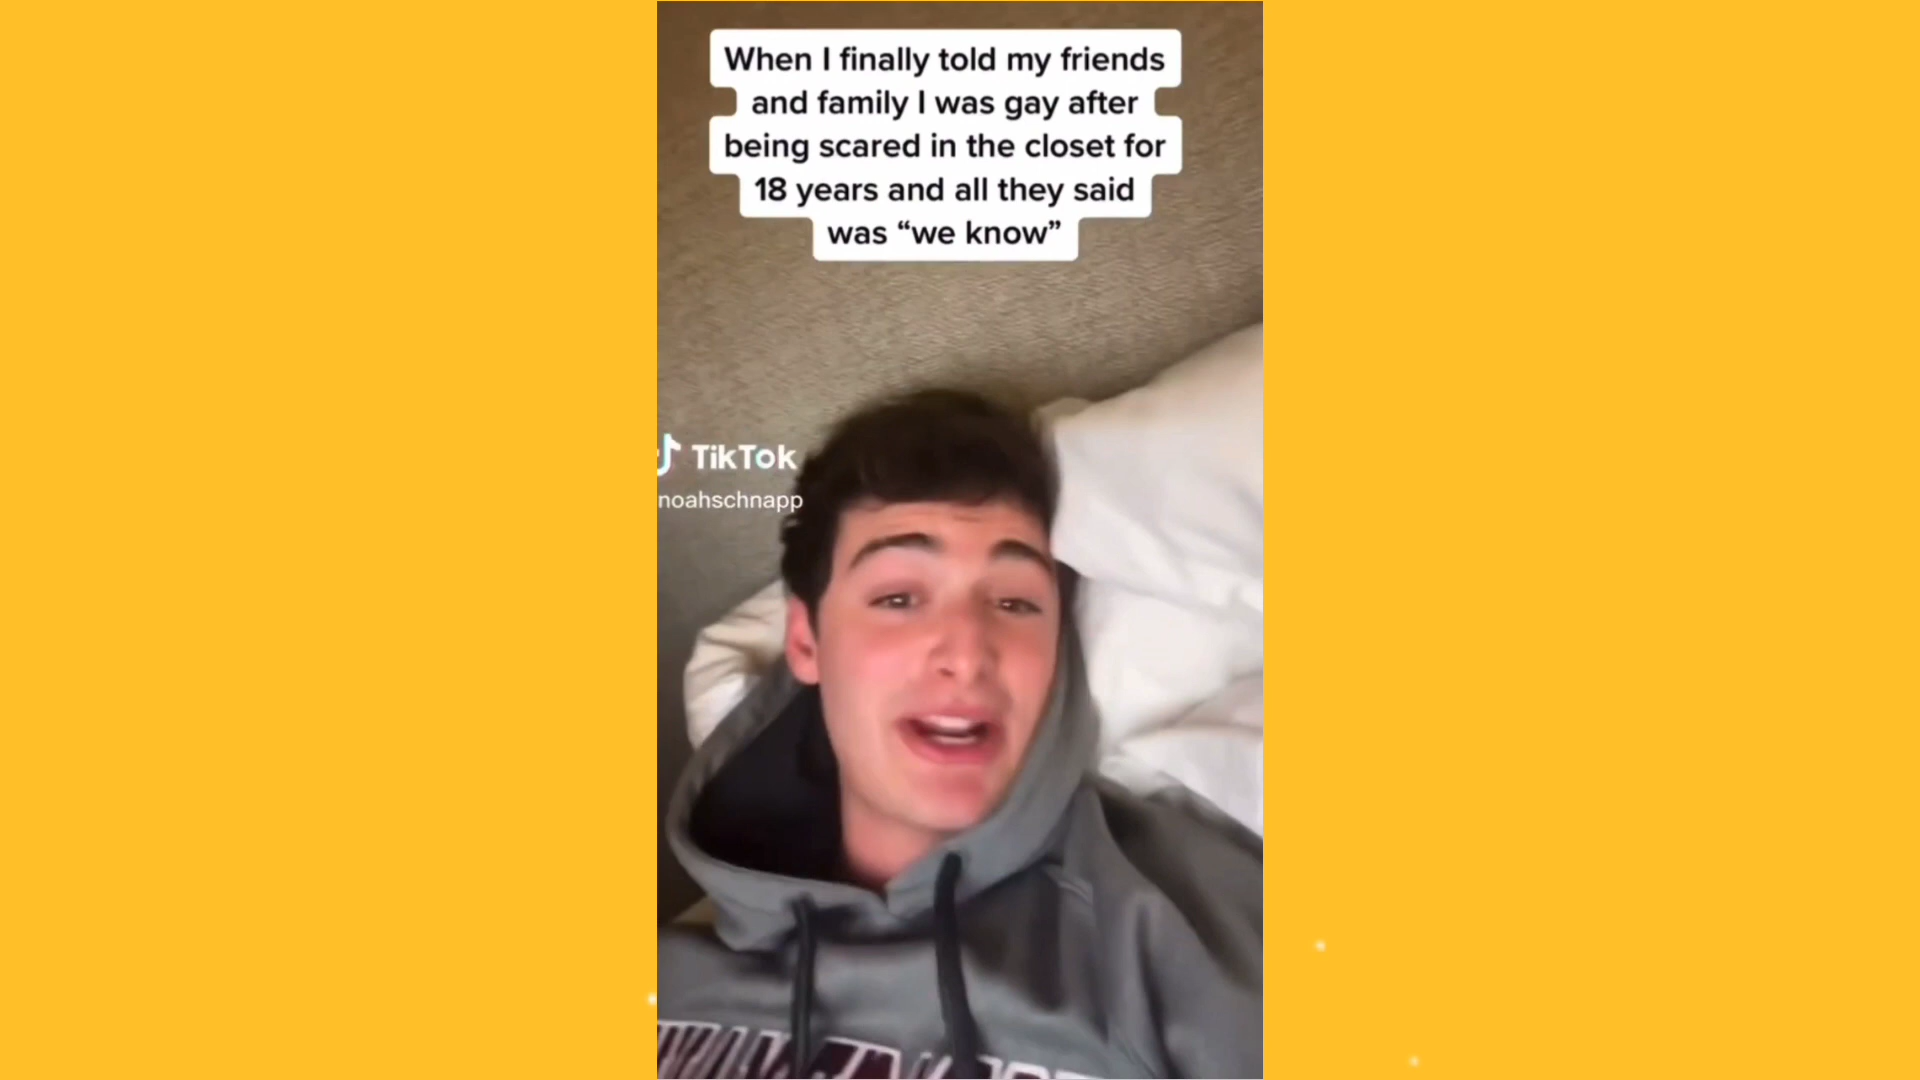 When I finally told my friends
and family I was gay after
being scared in the closet for
18 years and all they said
was “we know”
TikTok
noahschnapp